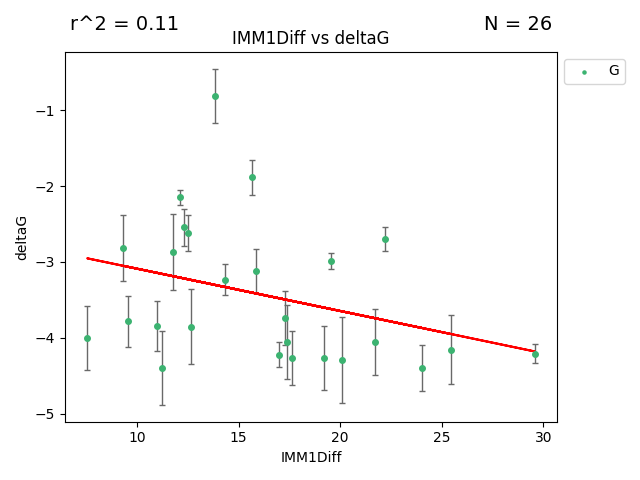 r^2 = 0.11
N = 26
IMM1Diff vs deltaG
G
−1
−2
−3
−4
−5
deltaG
10
15
20
25
30
IMM1Diff